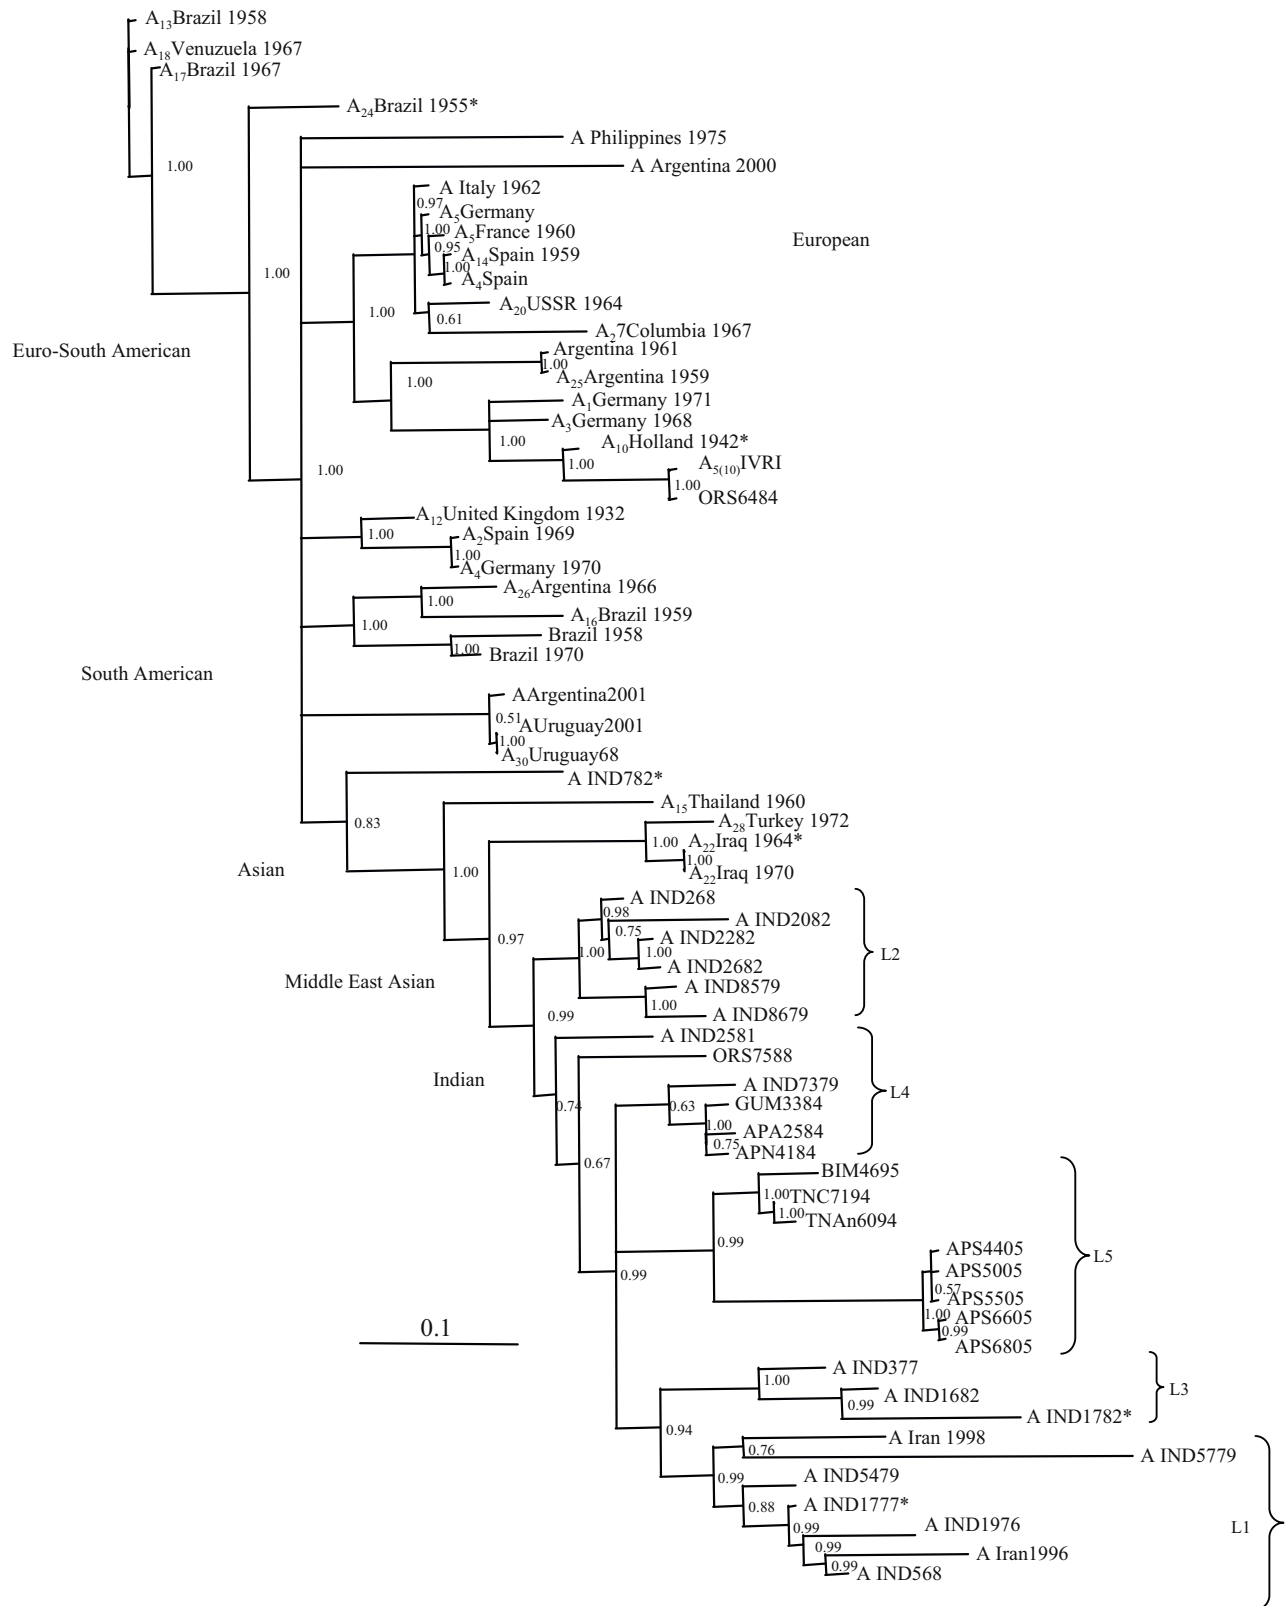 A13Brazil 1958
A18Venuzuela 1967
A17Brazil 1967
A24Brazil 1955*
A Philippines 1975
1.00
A Argentina 2000
A Italy 1962
0.97
A5Germany
1.00
A5France 1960
European
0.95
A14Spain 1959
1.00
1.00
A4Spain
A20USSR 1964
1.00
0.61
A27Columbia 1967
Euro-South American
Argentina 1961
1.00
A25Argentina 1959
1.00
A1Germany 1971
A3Germany 1968
1.00
A10Holland 1942*
1.00
A5(10)IVRI
1.00
1.00
ORS6484
A12United Kingdom 1932
1.00
A2Spain 1969
1.00
A4Germany 1970
A26Argentina 1966
1.00
A16Brazil 1959
1.00
Brazil 1958
1.00
Brazil 1970
South American
AArgentina2001
0.51
AUruguay2001
1.00
A30Uruguay68
A IND782*
A15Thailand 1960
0.83
A28Turkey 1972
1.00
A22Iraq 1964*
1.00
Asian
1.00
A22Iraq 1970
A IND268
0.98
A IND2082
0.75
0.97
A IND2282
1.00
1.00
L2
A IND2682
Middle East Asian
A IND8579
1.00
0.99
A IND8679
A IND2581
ORS7588
Indian
A IND7379
L4
0.74
0.63
GUM3384
1.00
APA2584
0.75
APN4184
0.67
BIM4695
1.00
TNC7194
1.00
TNAn6094
0.99
APS4405
L5
0.99
APS5005
0.57
APS5505
1.00
APS6605
0.1
0.99
APS6805
A IND377
1.00
L3
A IND1682
0.99
A IND1782*
0.94
A Iran 1998
0.76
A IND5779
0.99
A IND5479
0.88
A IND1777*
0.99
A IND1976
L1
0.99
A Iran1996
0.99
A IND568